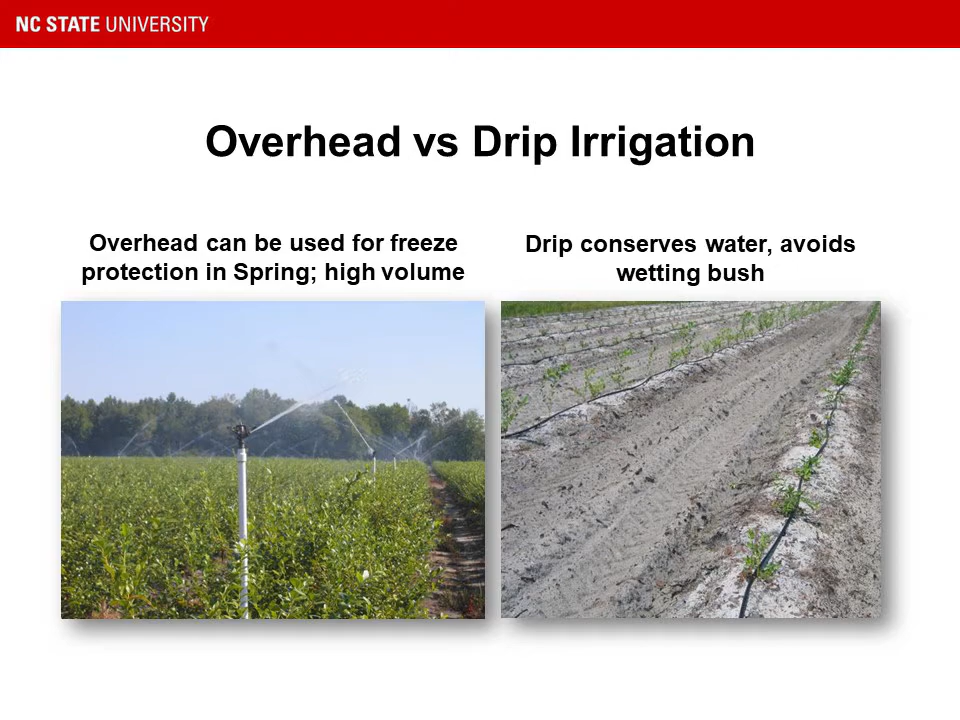 NC STATE UNIVERSITY
Overhead vs Drip Irrigation
Overhead can be used for freeze
protection in Spring; high volume
Drip conserves water, avoids
wetting bush